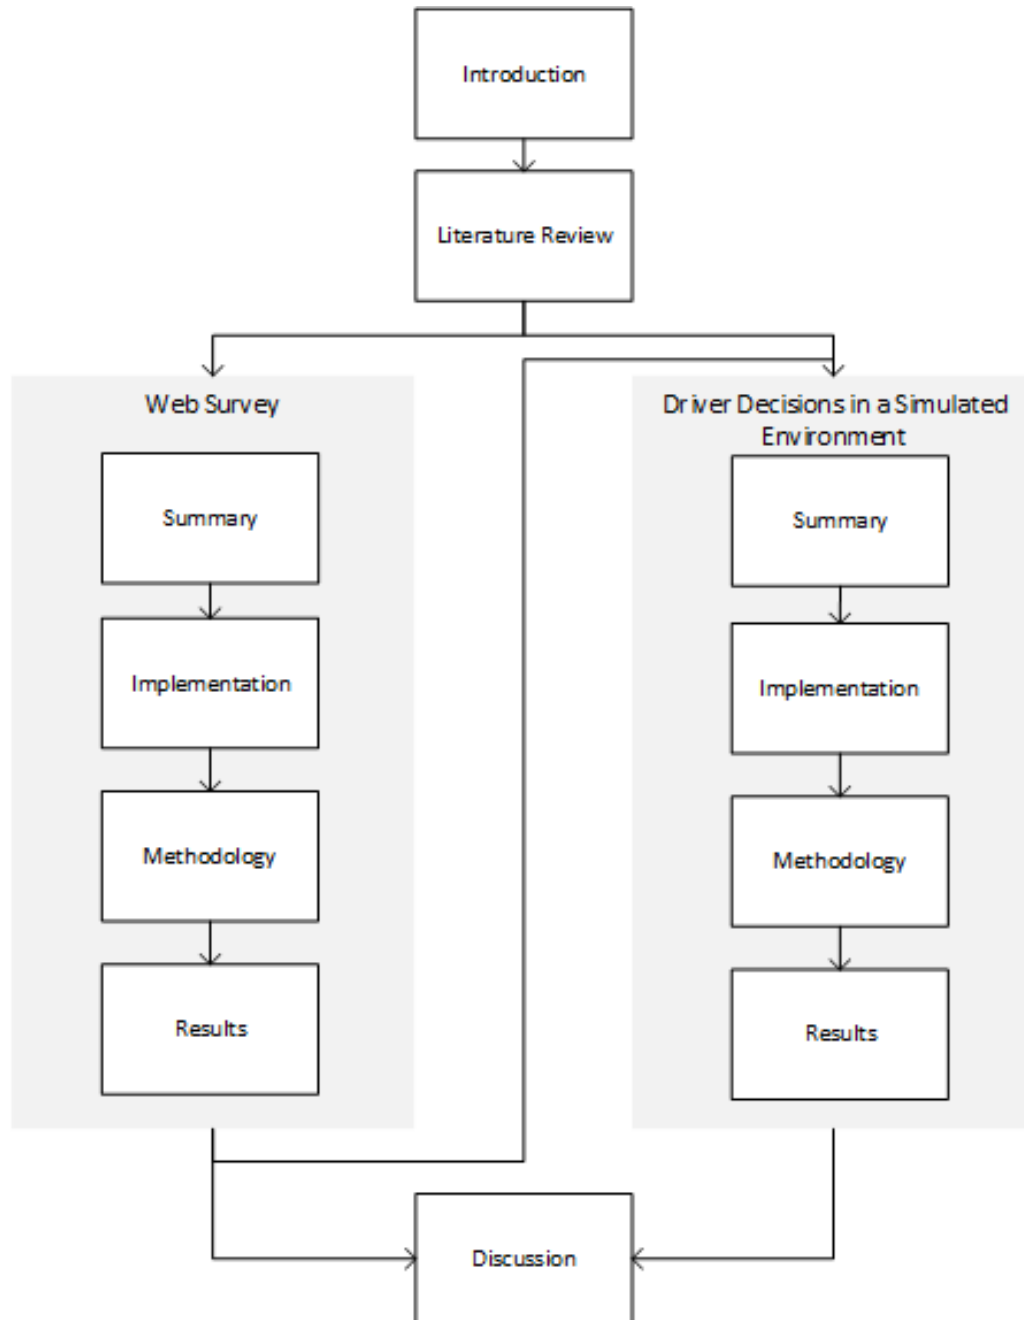 Introduction
Literature Review
Web Survey
Summary
Implementation
Methodology
Results
Driver Decisions in a Simulated
Environment
Summary
Implementation
Methodology
Results
Discussion